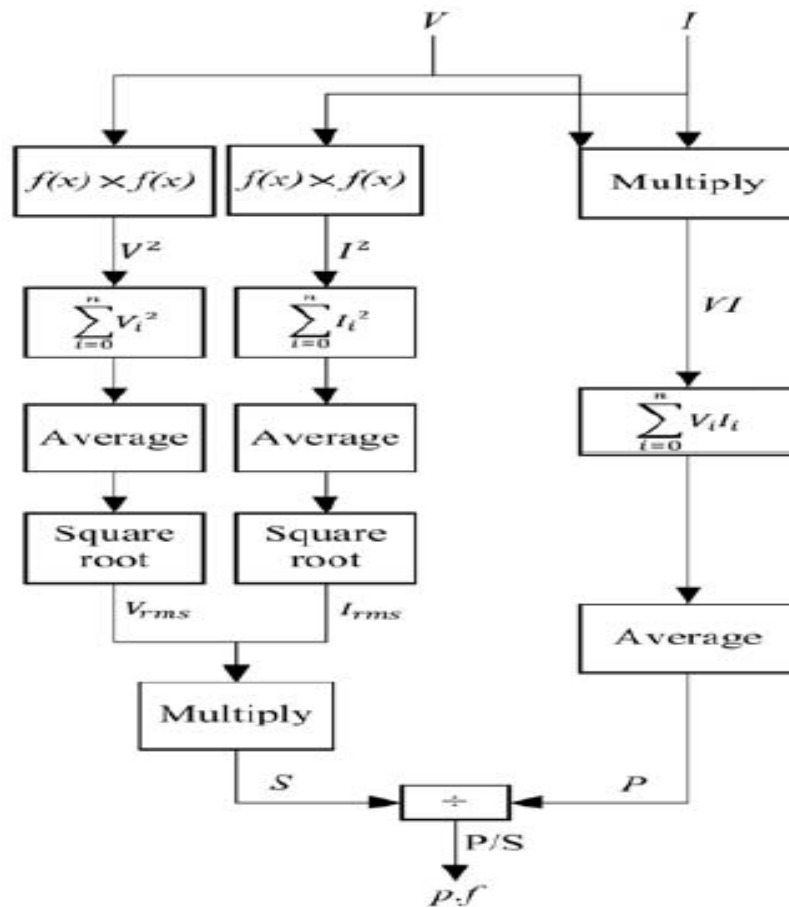 V I
f(x) × f(x) f(x) × f(x) Multiply
V² I²
VI
n
∑ Vᵢ²
i=0
n
∑ Iᵢ²
i=0
n
∑ VᵢIᵢ
i=0
Average Average
Square
root
Square
root
Vrms Irms
Average
Multiply
S P
÷
P/S
p.f